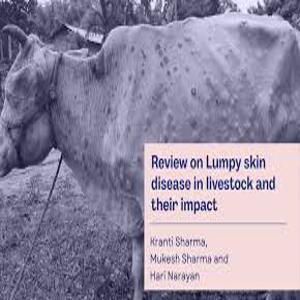 Review on Lumpy skin
disease in livestock and
their impact
Kranti Sharma,
Mukesh Sharma and
Hari Narayan